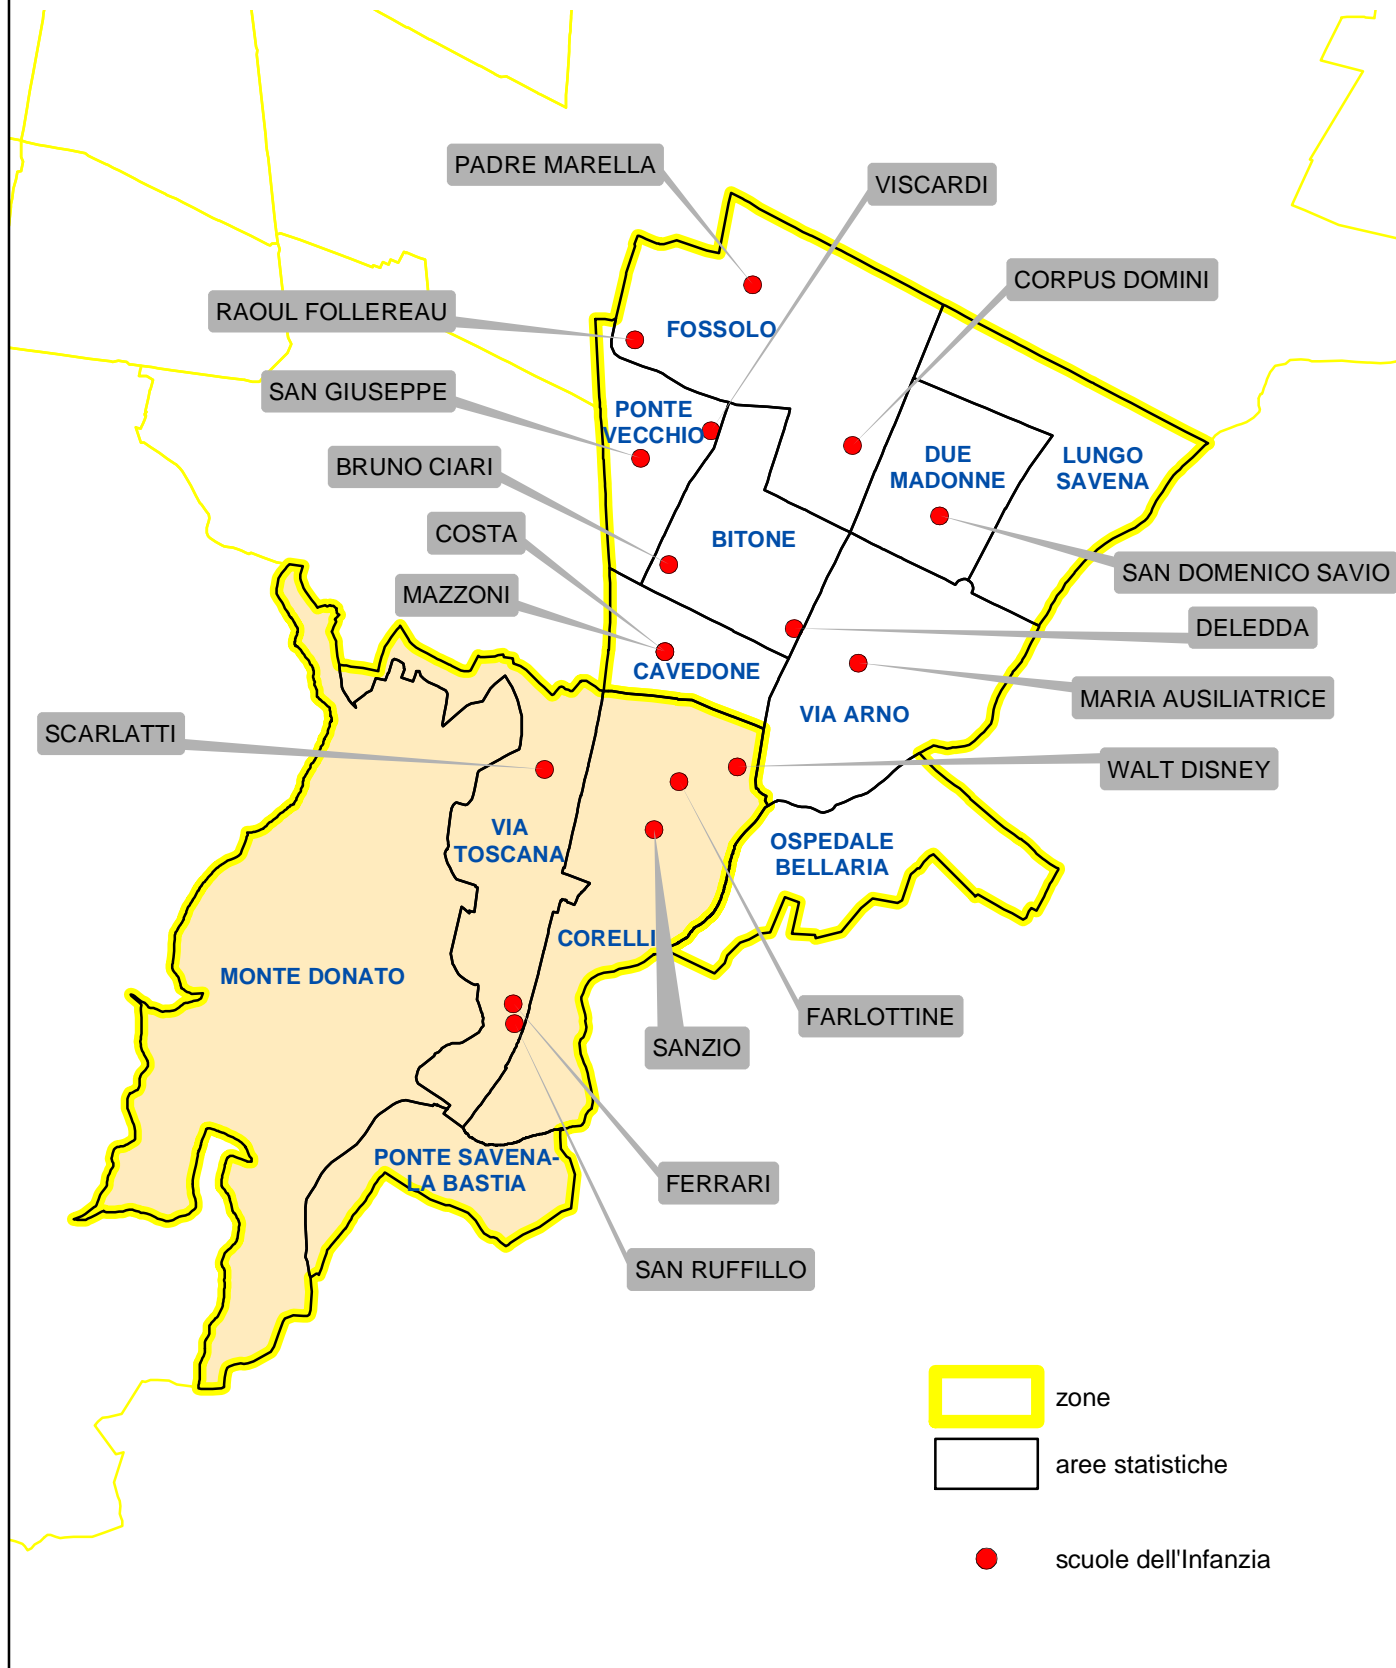 PADRE MARELLA
VISCARDI
CORPUS DOMINI
RAOUL FOLLEREAU
FOSSOLO
SAN GIUSEPPE
PONTE
VECCHIO
BRUNO CIARI
DUE
MADONNE
LUNGO
SAVENA
COSTA
BITONE
SAN DOMENICO SAVIO
MAZZONI
DELEDDA
CAVEDONE
MARIA AUSILIATRICE
VIA ARNO
SCARLATTI
WALT DISNEY
VIA
TOSCANA
OSPEDALE
BELLARIA
CORELLI
MONTE DONATO
FARLOTTINE
SANZIO
PONTE SAVENA-
LA BASTIA
FERRARI
SAN RUFFILLO
zone
aree statistiche
scuole dell'Infanzia